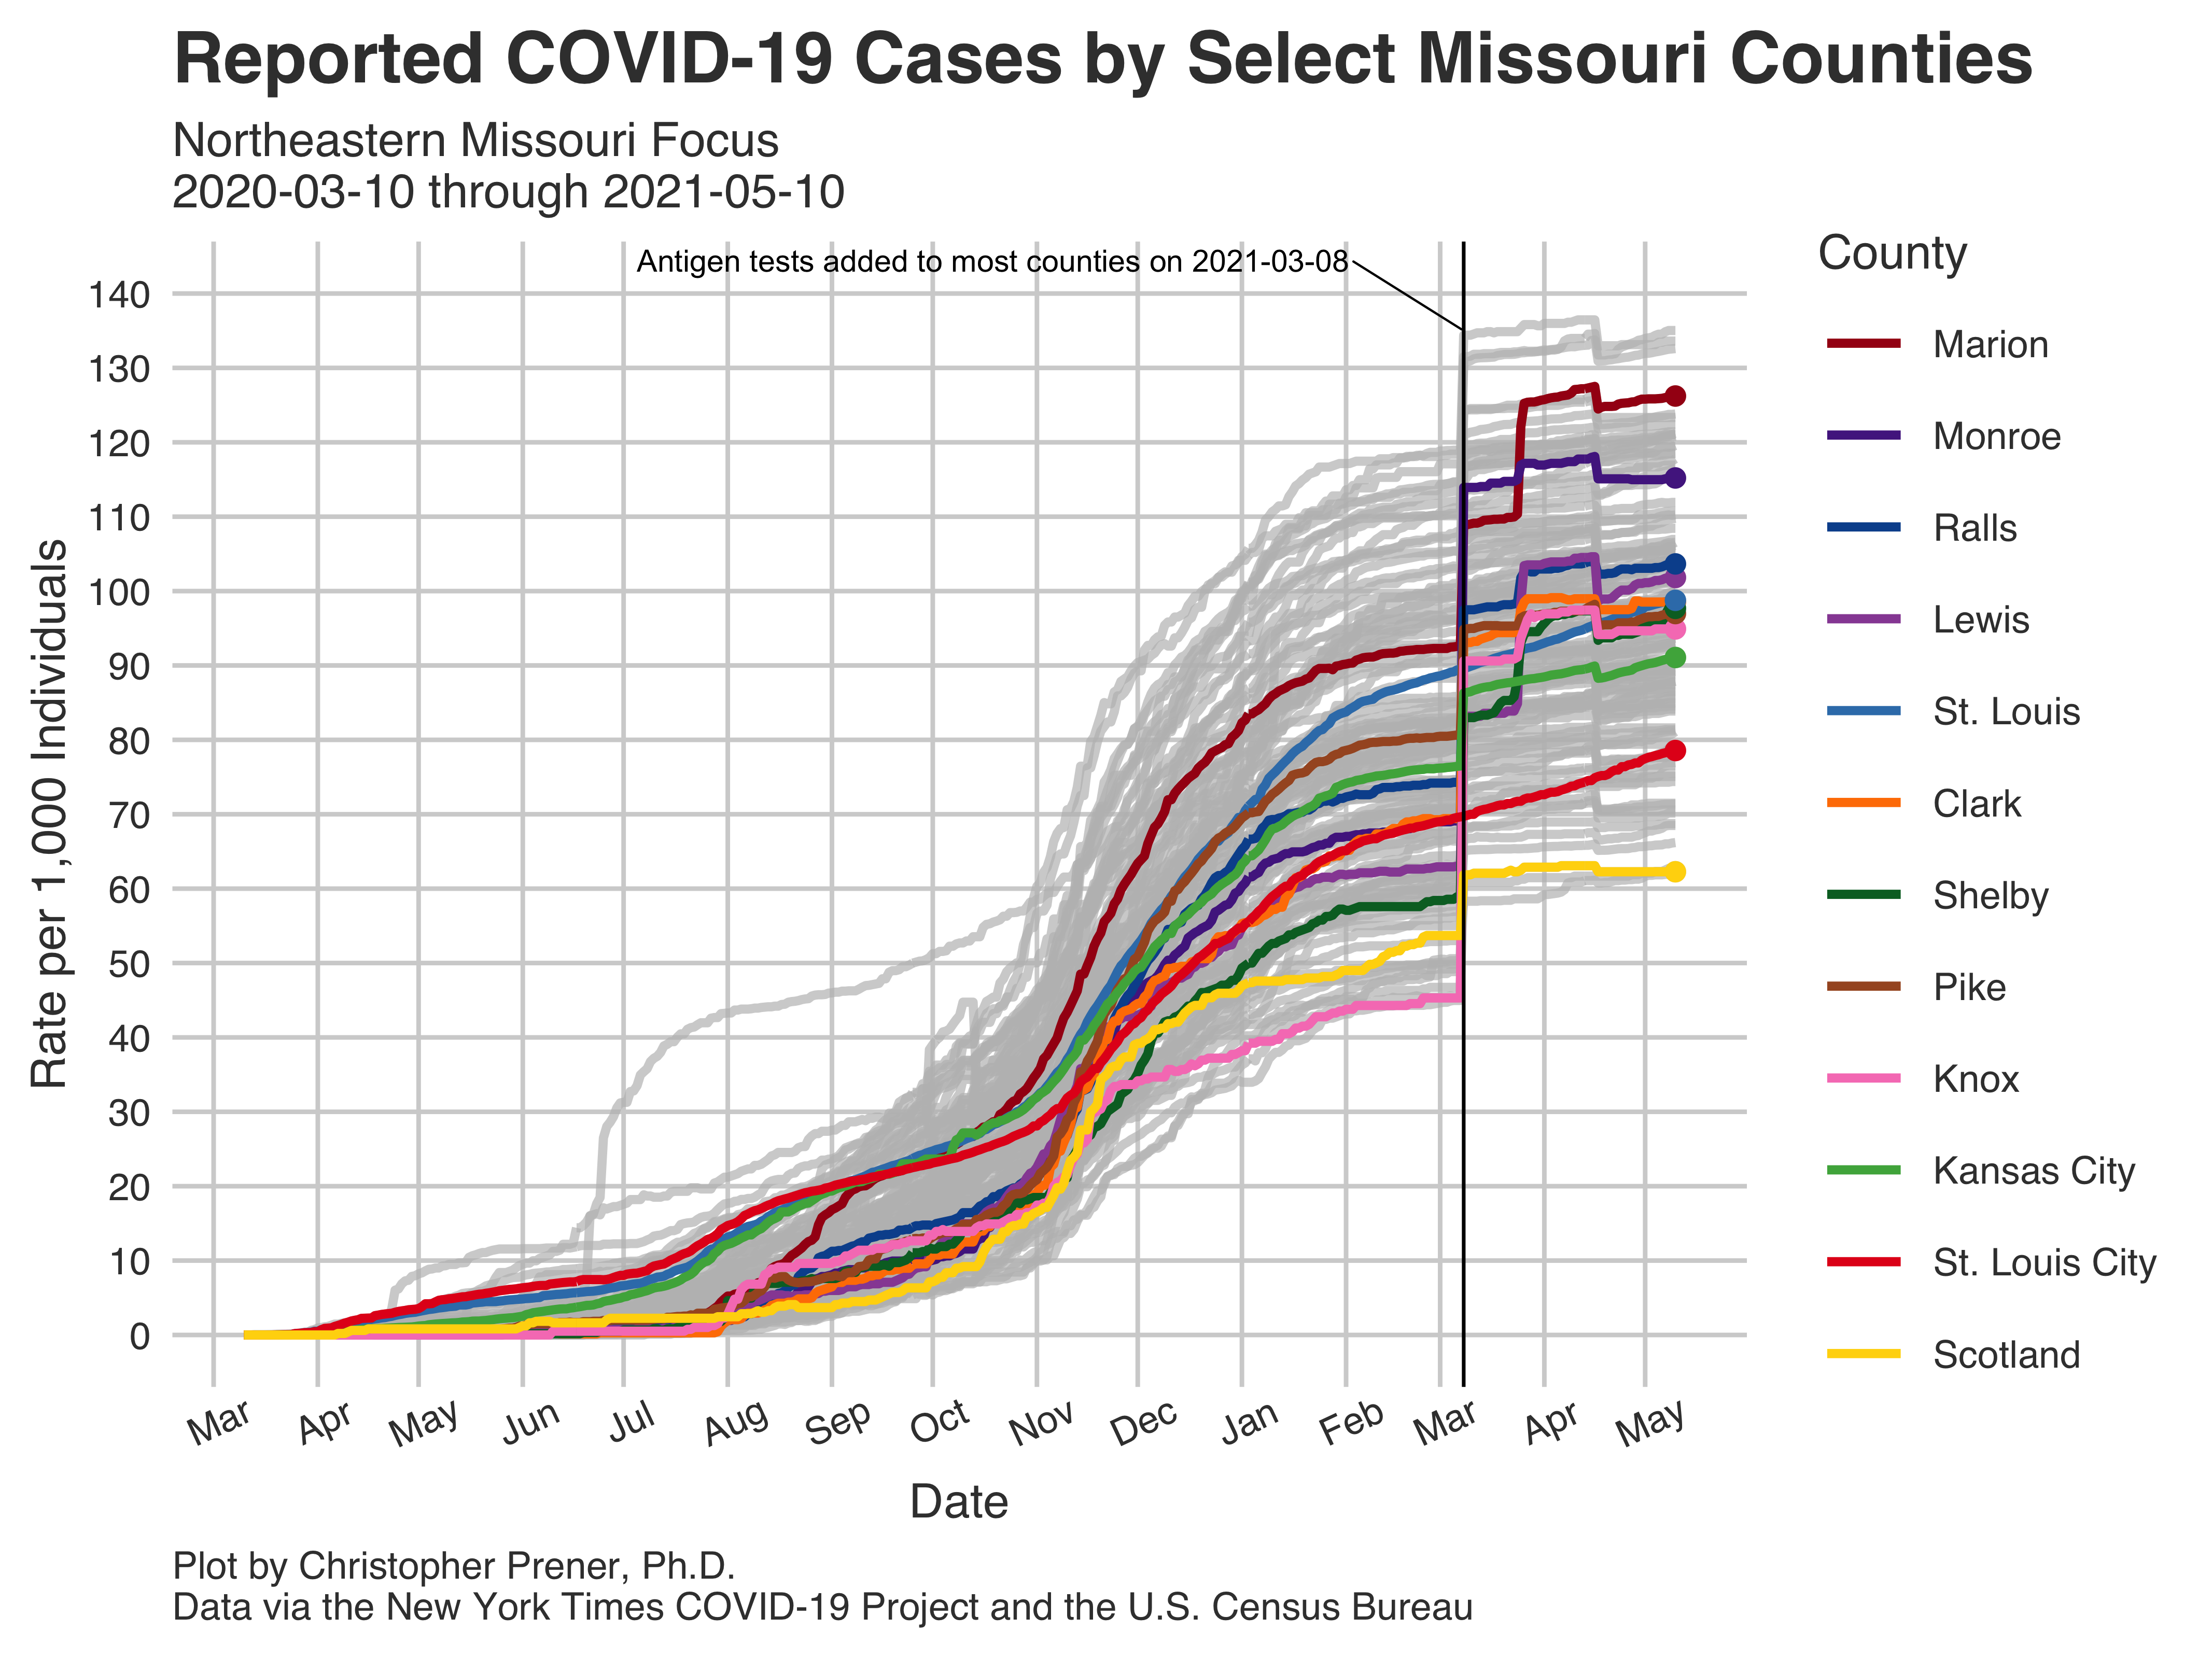 Reported COVID-19 Cases by Select Missouri Counties
Northeastern Missouri Focus
2020-03-10 through 2021-05-10
Antigen tests added to most counties on 2021-03-08
Rate per 1,000 Individuals
140
130
120
110
100
90
80
70
60
50
40
30
20
10
0
Mar Apr May Jun Jul Aug Sep Oct Nov Dec Jan Feb Mar Apr May
Date
County
Marion
Monroe
Ralls
Lewis
St. Louis
Clark
Shelby
Pike
Knox
Kansas City
St. Louis City
Scotland
Plot by Christopher Prener, Ph.D.
Data via the New York Times COVID-19 Project and the U.S. Census Bureau